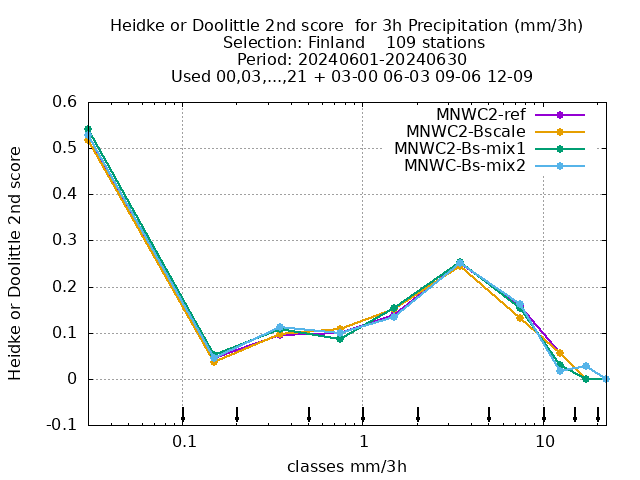 Heidke or Doolittle 2nd score  for 3h Precipitation (mm/3h)
Selection: Finland    109 stations
Period: 20240601-20240630
Used 00,03,...,21 + 03-00 06-03 09-06 12-09
Heidke or Doolittle 2nd score
0.6
0.5
0.4
0.3
0.2
0.1
0
-0.1
MNWC2-ref
MNWC2-Bscale
MNWC2-Bs-mix1
MNWC-Bs-mix2
0.1 1 10
classes mm/3h